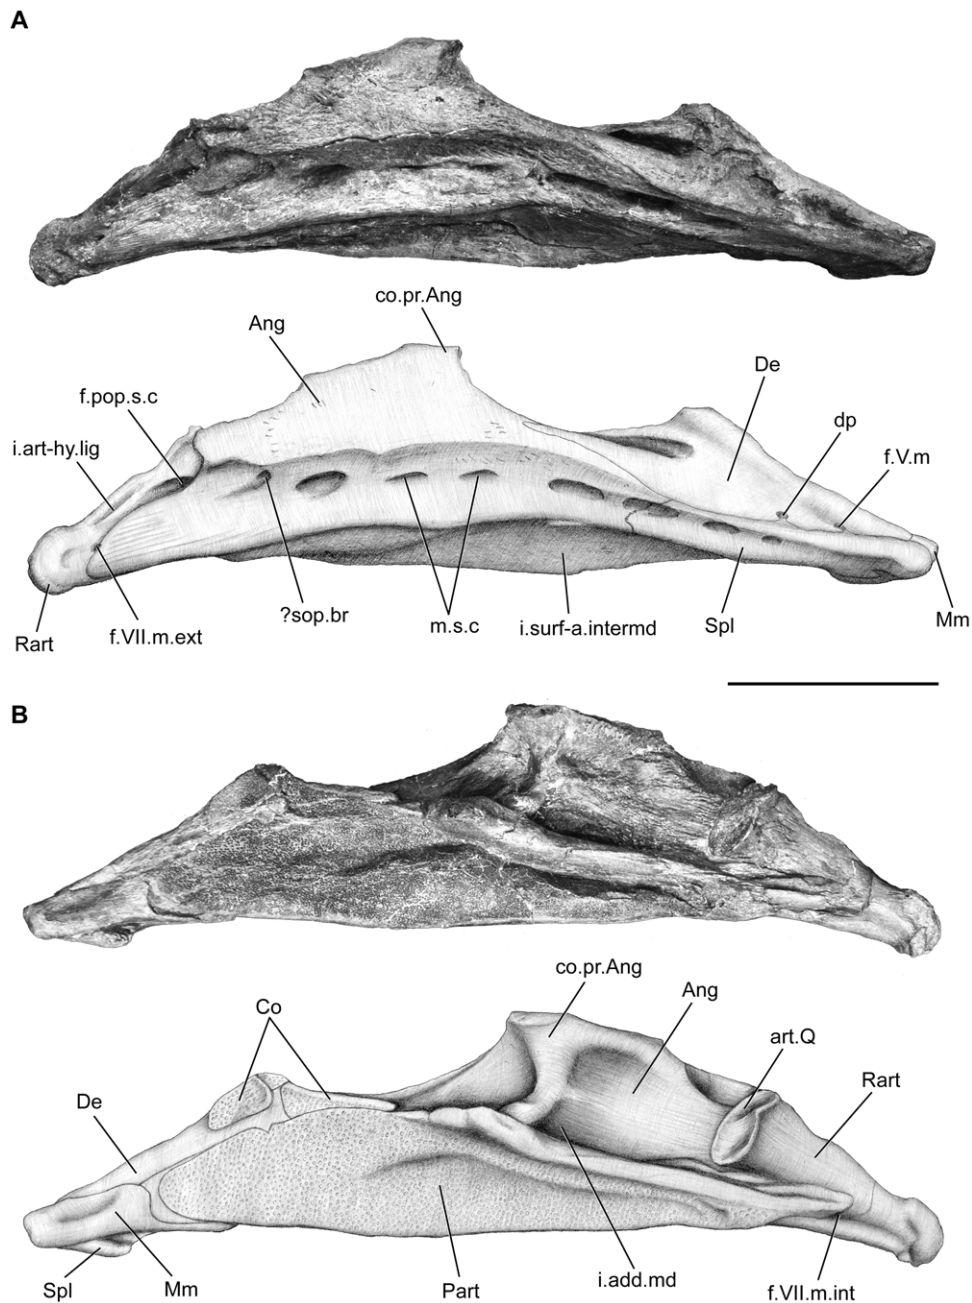 A
co.pr.Ang
Ang
De
f.pop.s.c
dp
i.art-hy.lig
f.V.m
?sop.br
m.s.c
i.surf-a.intermd
Spl
Mm
f.VII.m.ext
Rart
B
co.pr.Ang
Ang
Co
art.Q
Rart
De
Spl
Mm
Part
i.add.md
f.VII.m.int